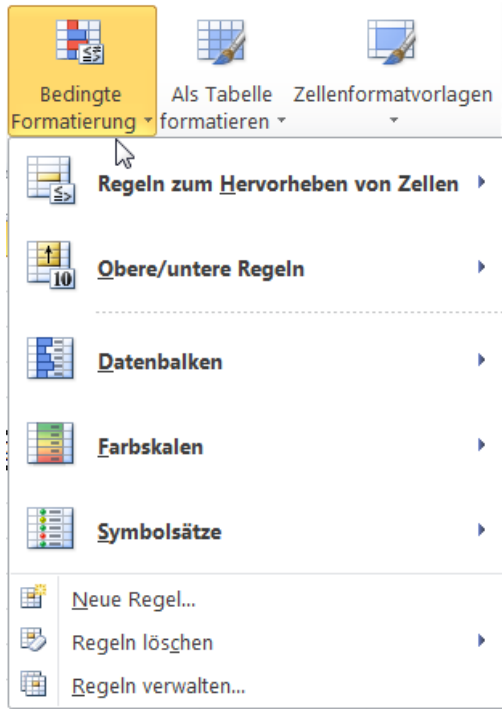 Bedingte Formatierung
Als Tabelle formatieren
Zellenformatvorlagen
Regeln zum Hervorheben von Zellen
10
Obere/untere Regeln
Datenbalken
Farbskalen
Symbolsätze
Neue Regel...
Regeln löschen
Regeln verwalten...